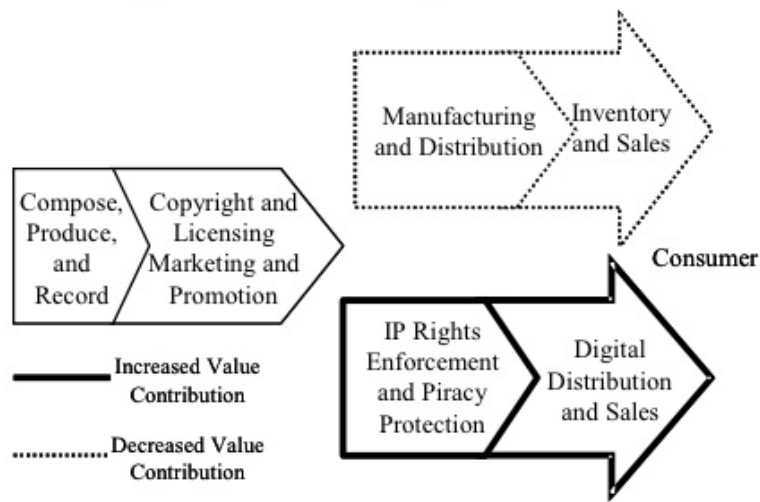 Manufacturing
and Distribution
Inventory
and Sales
Compose,
Produce,
and
Record
Copyright and
Licensing
Marketing and
Promotion
Consumer
IP Rights
Enforcement
and Piracy
Protection
Digital
Distribution
and Sales
Increased Value
Contribution
Decreased Value
Contribution